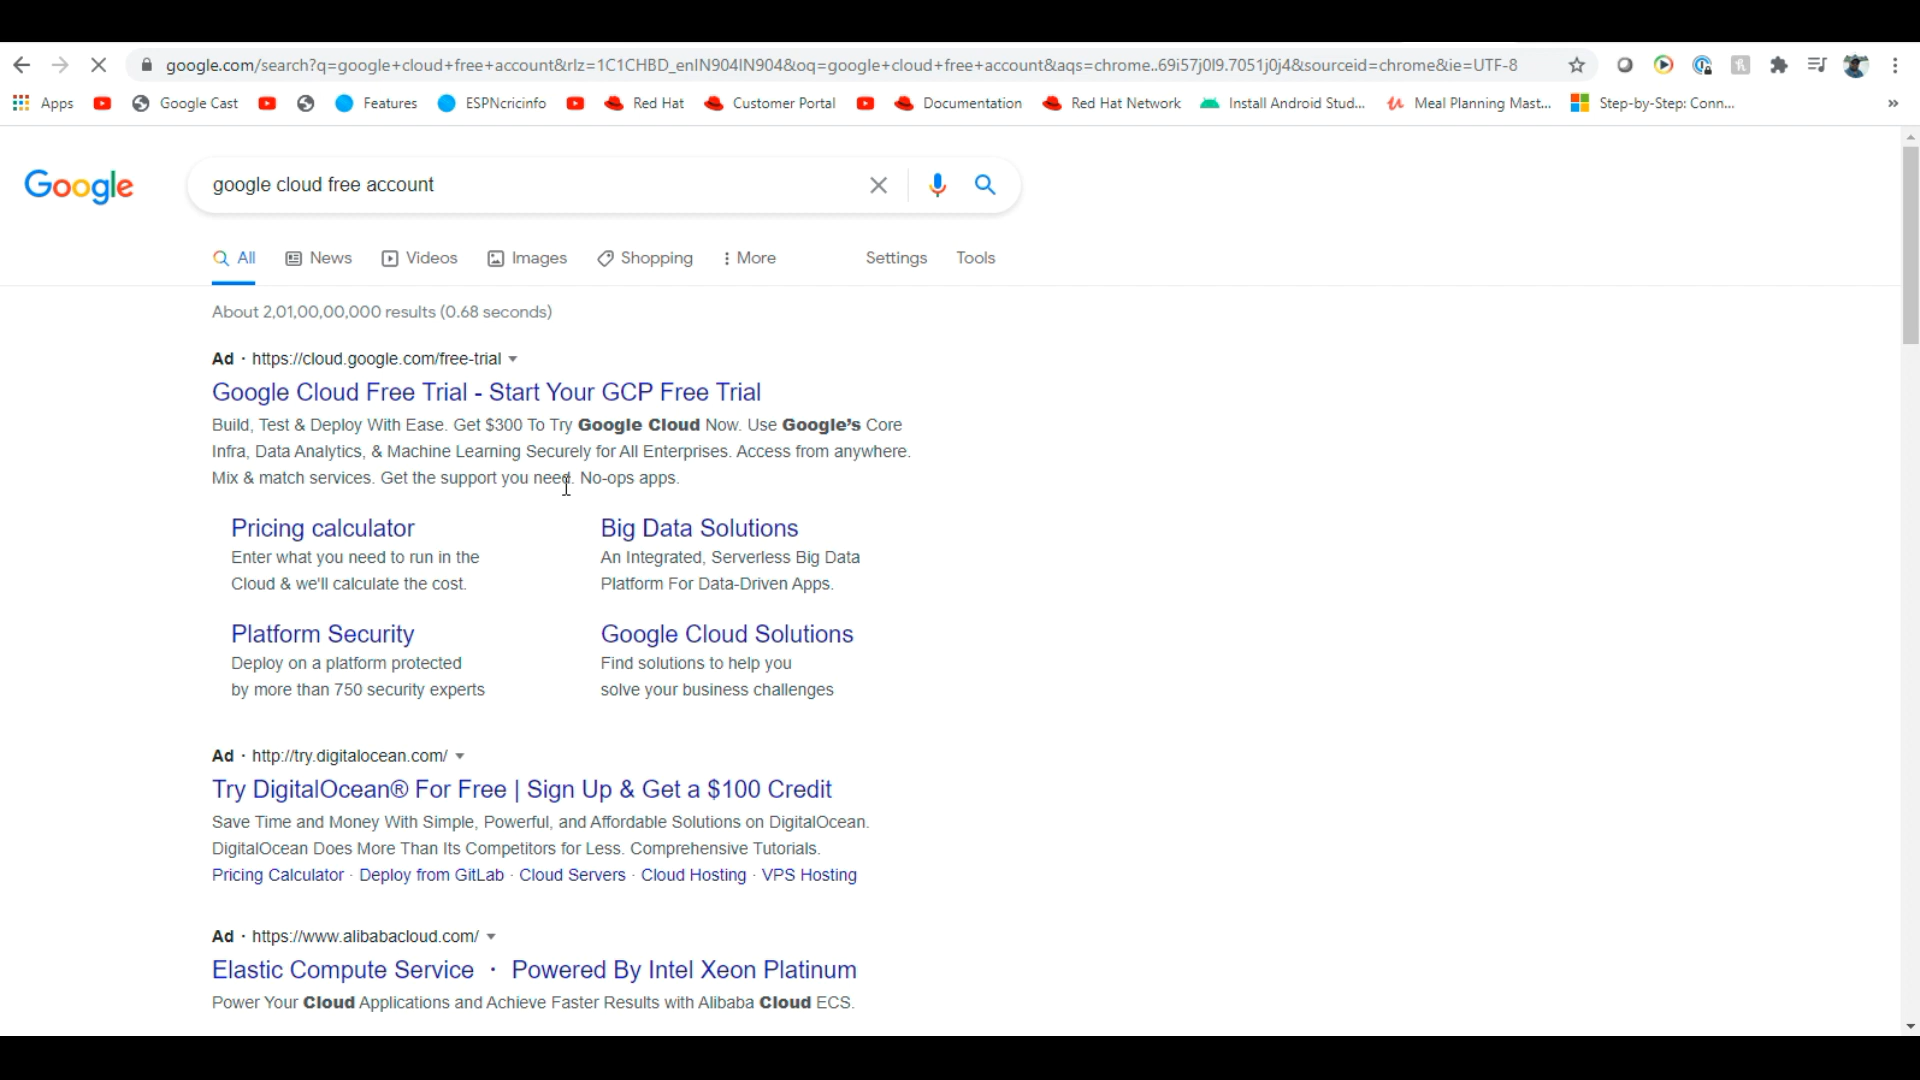 google.com/search?q=google+cloud+free+account&rlz=1C1CHBD_enIN904IN904&oq=google+cloud+free+account&aqs=chrome..69i57j0l9.7051j0j4&sourceid=chrome&ie=UTF-8
Apps Google Cast Features ESPNcricinfo Red Hat Customer Portal Documentation Red Hat Network Install Android Stud... Meal Planning Mast... Step-by-Step: Conn... »
Google google cloud free account
All News Videos Images Shopping More Settings Tools
About 2,01,00,00,000 results (0.68 seconds)
Ad · https://cloud.google.com/free-trial
Google Cloud Free Trial - Start Your GCP Free Trial
Build, Test & Deploy With Ease. Get $300 To Try Google Cloud Now. Use Google's Core
Infra, Data Analytics, & Machine Learning Securely for All Enterprises. Access from anywhere.
Mix & match services. Get the support you need. No-ops apps.
Pricing calculator
Enter what you need to run in the
Cloud & we'll calculate the cost.
Big Data Solutions
An Integrated, Serverless Big Data
Platform For Data-Driven Apps.
Platform Security
Deploy on a platform protected
by more than 750 security experts
Google Cloud Solutions
Find solutions to help you
solve your business challenges
Ad · http://try.digitalocean.com/
Try DigitalOcean® For Free | Sign Up & Get a $100 Credit
Save Time and Money With Simple, Powerful, and Affordable Solutions on DigitalOcean.
DigitalOcean Does More Than Its Competitors for Less. Comprehensive Tutorials.
Pricing Calculator · Deploy from GitLab · Cloud Servers · Cloud Hosting · VPS Hosting
Ad · https://www.alibabacloud.com/
Elastic Compute Service · Powered By Intel Xeon Platinum
Power Your Cloud Applications and Achieve Faster Results with Alibaba Cloud ECS.